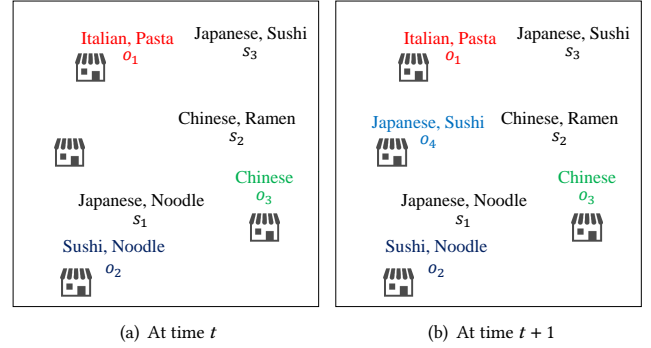 Italian, Pasta
o₁
Japanese, Sushi
s₃
Chinese, Ramen
s₂
Chinese
o₃
Japanese, Noodle
s₁
Sushi, Noodle
o₂
(a) At time t
Italian, Pasta
o₁
Japanese, Sushi
s₃
Japanese, Sushi
o₄
Chinese, Ramen
s₂
Chinese
o₃
Japanese, Noodle
s₁
Sushi, Noodle
o₂
(b) At time t + 1